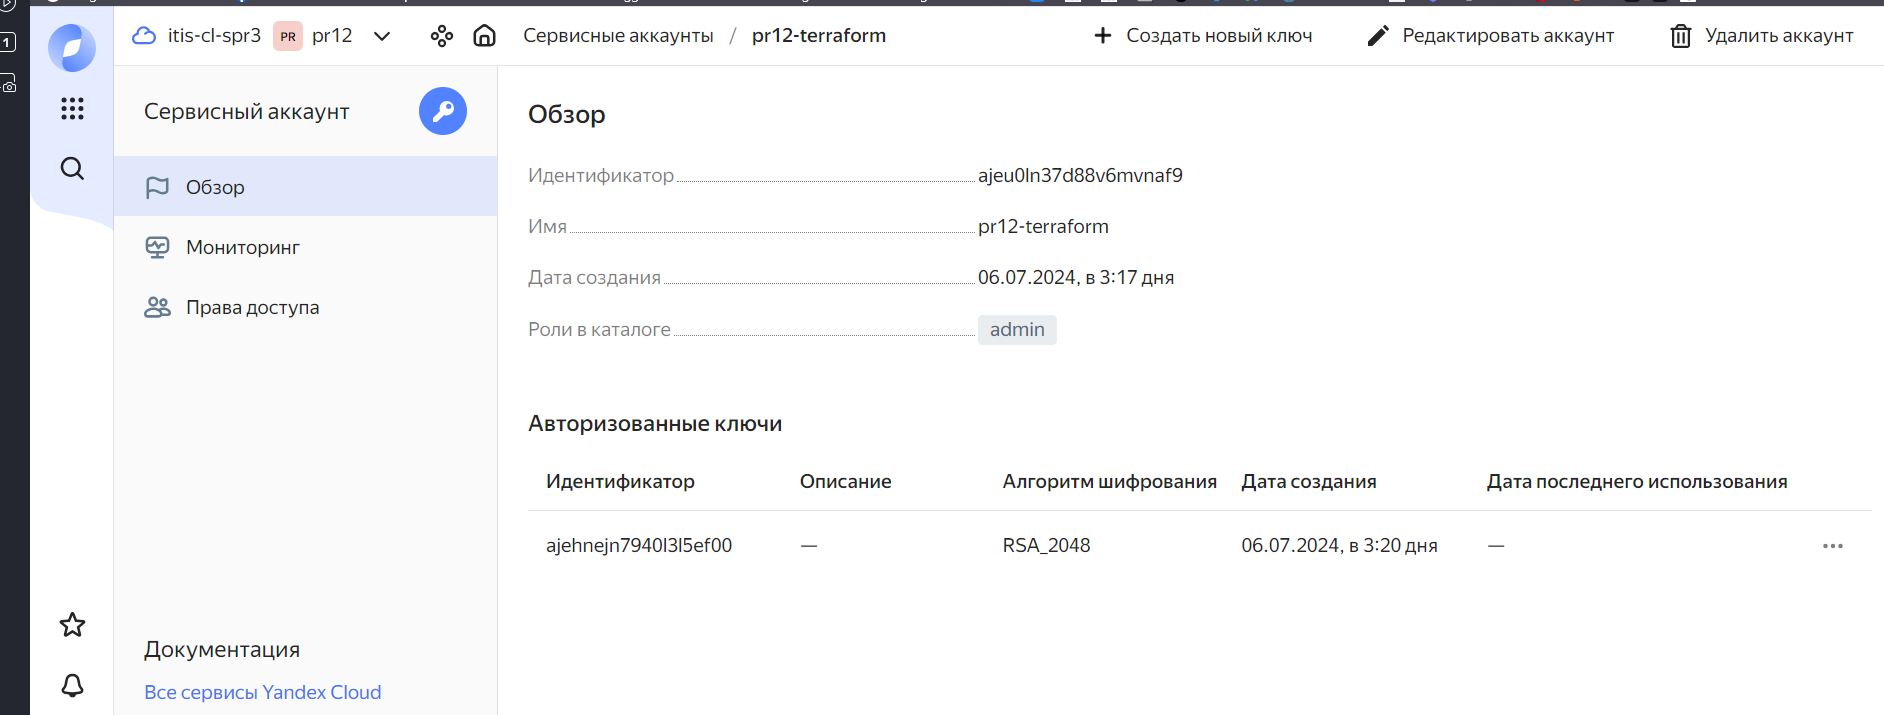 itis-cl-spr3 PR pr12 Сервисные аккаунты / pr12-terraform Создать новый ключ Редактировать аккаунт Удалить аккаунт
1
Сервисный аккаунт
Обзор
Мониторинг
Права доступа
Документация
Все сервисы Yandex Cloud
Обзор
Идентификатор ajeu0ln37d88v6mvnaf9
Имя pr12-terraform
Дата создания 06.07.2024, в 3:17 дня
Роли в каталоге admin
Авторизованные ключи
Идентификатор Описание Алгоритм шифрования Дата создания Дата последнего использования
ajehnejn7940l3l5ef00 — RSA_2048 06.07.2024, в 3:20 дня —